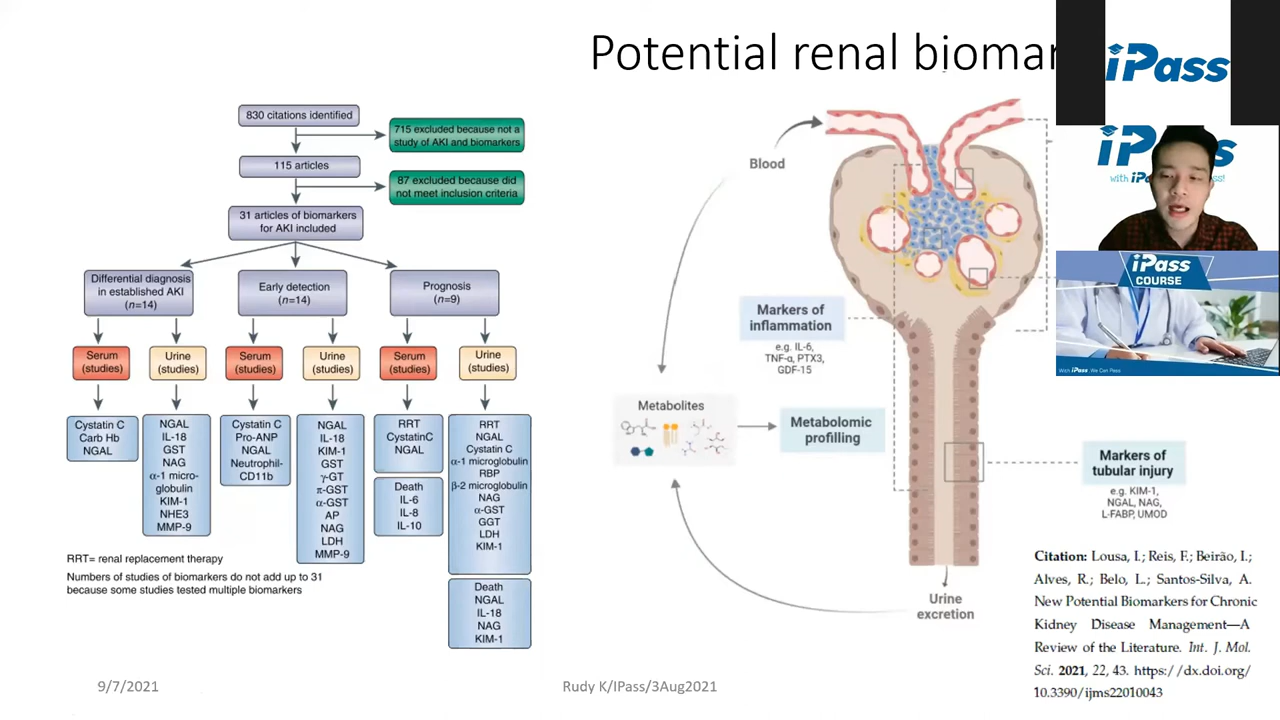 Potential renal biomar
830 citations identified
715 excluded because not a
study of AKI and biomarkers
115 articles
87 excluded because did
not meet inclusion criteria
31 articles of biomarkers
for AKI included
Differential diagnosis
in established AKI
(n=14)
Early detection
(n=14)
Prognosis
(n=9)
Serum
(studies)
Urine
(studies)
Serum
(studies)
Urine
(studies)
Serum
(studies)
Urine
(studies)
Cystatin C
Carb Hb
NGAL
NGAL
IL-18
GST
NAG
α-1 micro-
globulin
KIM-1
NHE3
MMP-9
Cystatin C
Pro-ANP
NGAL
Neutrophil-
CD11b
NGAL
IL-18
KIM-1
GST
γ-GT
π-GST
α-GST
AP
NAG
LDH
MMP-9
RRT
CystatinC
NGAL
Death
IL-6
IL-8
IL-10
RRT
NGAL
Cystatin C
α-1 microglobulin
RBP
β-2 microglobulin
NAG
α-GST
GGT
LDH
KIM-1
Death
NGAL
IL-18
NAG
KIM-1
RRT= renal replacement therapy
Numbers of studies of biomarkers do not add up to 31
because some studies tested multiple biomarkers
Blood
Markers of
inflammation
e.g. IL-6,
TNF-α, PTX3,
GDF-15
Metabolites
Metabolomic
profilling
Markers of
tubular injury
e.g. KIM-1,
NGAL, NAG,
L-FABP, UMOD
Urine
excretion
Citation: Lousa, I.; Reis, F.; Beirão, I.;
Alves, R.; Belo, L.; Santos-Silva, A.
New Potential Biomarkers for Chronic
Kidney Disease Management—A
Review of the Literature. Int. J. Mol.
Sci. 2021, 22, 43. https://dx.doi.org/
10.3390/ijms22010043
9/7/2021
Rudy K/IPass/3Aug2021
iPass
iPass
with iPa
s!
iPass
COURSE
With iPass, We Can Pass